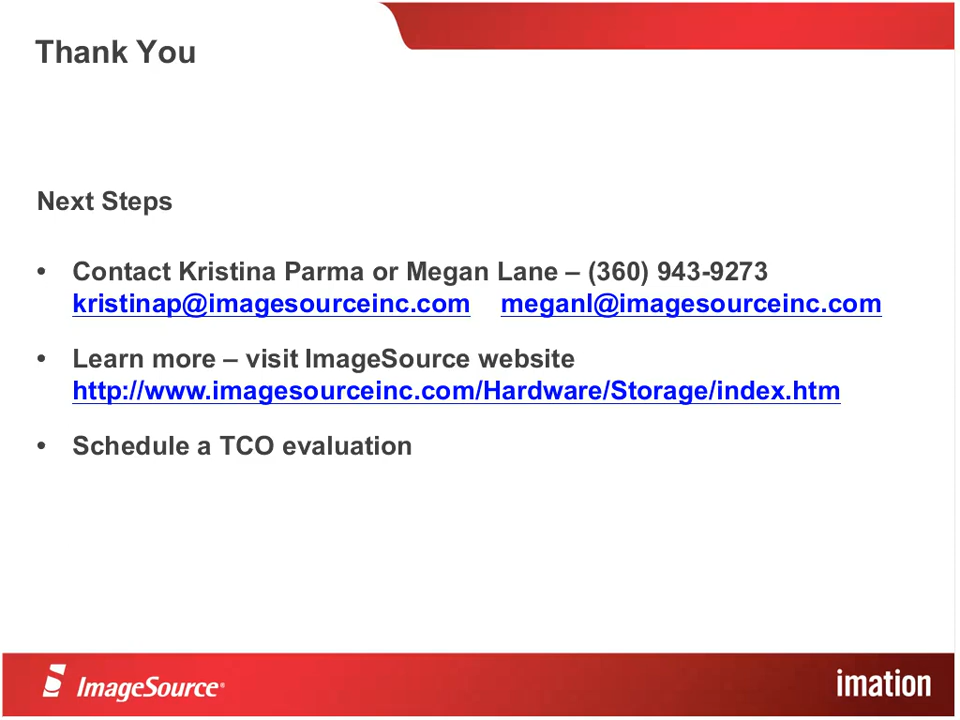 Thank You
Next Steps
• Contact Kristina Parma or Megan Lane – (360) 943-9273
kristinap@imagesourceinc.com meganl@imagesourceinc.com
• Learn more – visit ImageSource website
http://www.imagesourceinc.com/Hardware/Storage/index.htm
• Schedule a TCO evaluation
ImageSource® imation